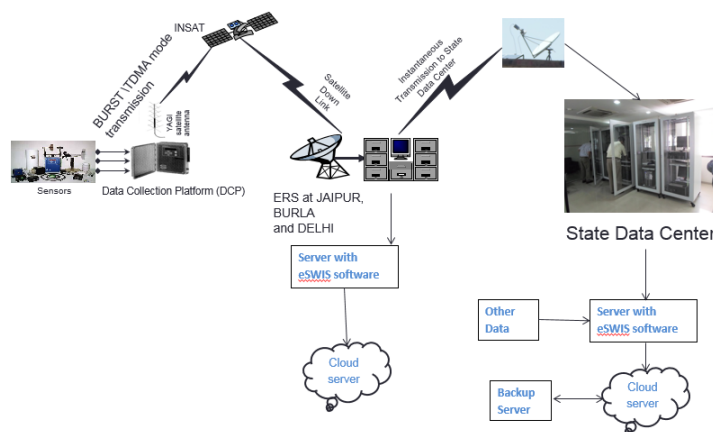 INSAT
BURST \TDMA mode
transmission
YAGI
satellite
antenna
Sensors
Data Collection Platform (DCP)
Satellite
Down
Link
ERS at JAIPUR,
BURLA
and DELHI
Instantaneous
Transmission to State
Data Center
State Data Center
Server with
eSWIS software
Cloud
server
Other
Data
Server with
eSWIS software
Backup
Server
Cloud
server